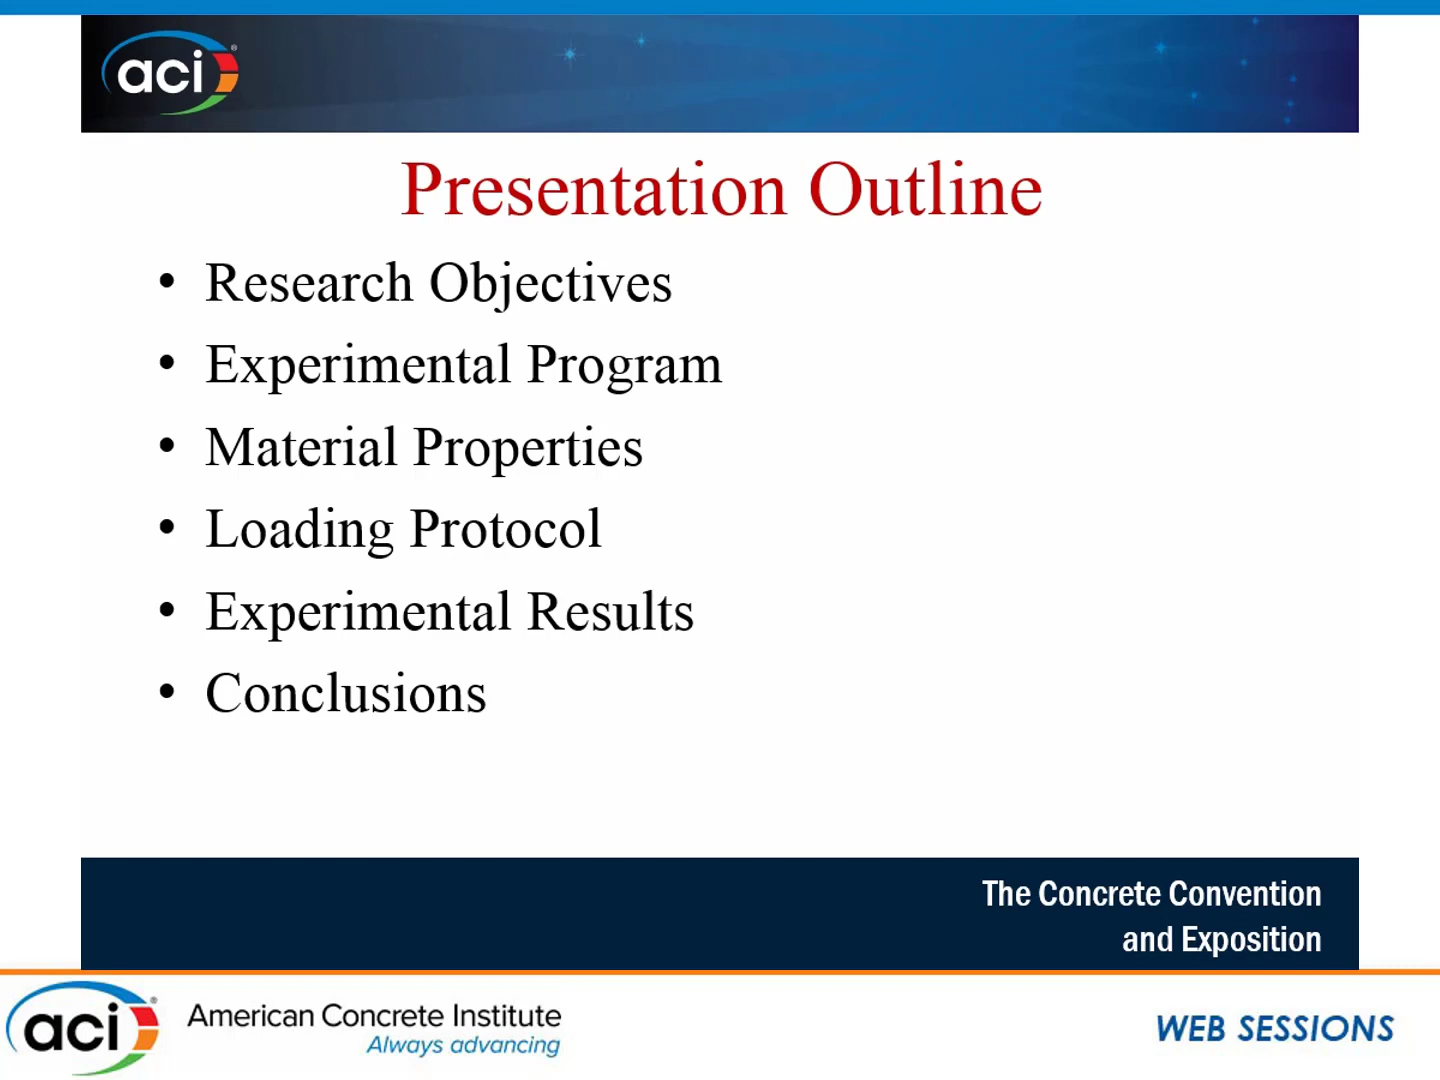 aci®
Presentation Outline
• Research Objectives
• Experimental Program
• Material Properties
• Loading Protocol
• Experimental Results
• Conclusions
The Concrete Convention
and Exposition
aci®
American Concrete Institute
Always advancing
WEB SESSIONS